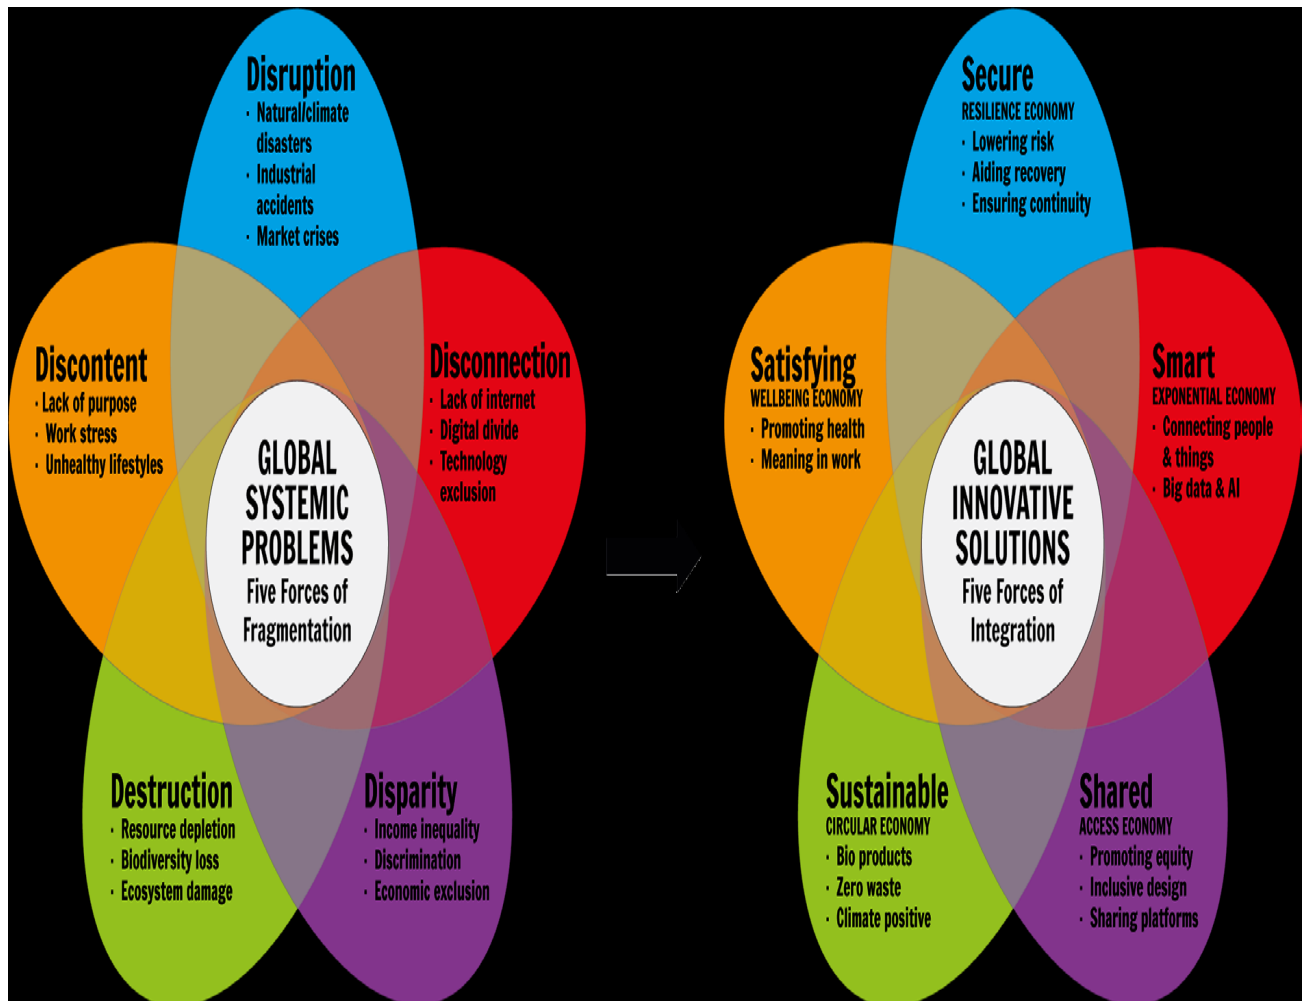 Disruption
· Natural/climate
disasters
· Industrial
accidents
· Market crises
Discontent
· Lack of purpose
· Work stress
· Unhealthy lifestyles
Disconnection
· Lack of internet
· Digital divide
· Technology
exclusion
GLOBAL
SYSTEMIC
PROBLEMS
Five Forces of
Fragmentation
Destruction
· Resource depletion
· Biodiversity loss
· Ecosystem damage
Disparity
· Income inequality
· Discrimination
· Economic exclusion
Secure
RESILIENCE ECONOMY
· Lowering risk
· Aiding recovery
· Ensuring continuity
Satisfying
WELLBEING ECONOMY
· Promoting health
· Meaning in work
Smart
EXPONENTIAL ECONOMY
· Connecting people
& things
· Big data & AI
GLOBAL
INNOVATIVE
SOLUTIONS
Five Forces of
Integration
Sustainable
CIRCULAR ECONOMY
· Bio products
· Zero waste
· Climate positive
Shared
ACCESS ECONOMY
· Promoting equity
· Inclusive design
· Sharing platforms